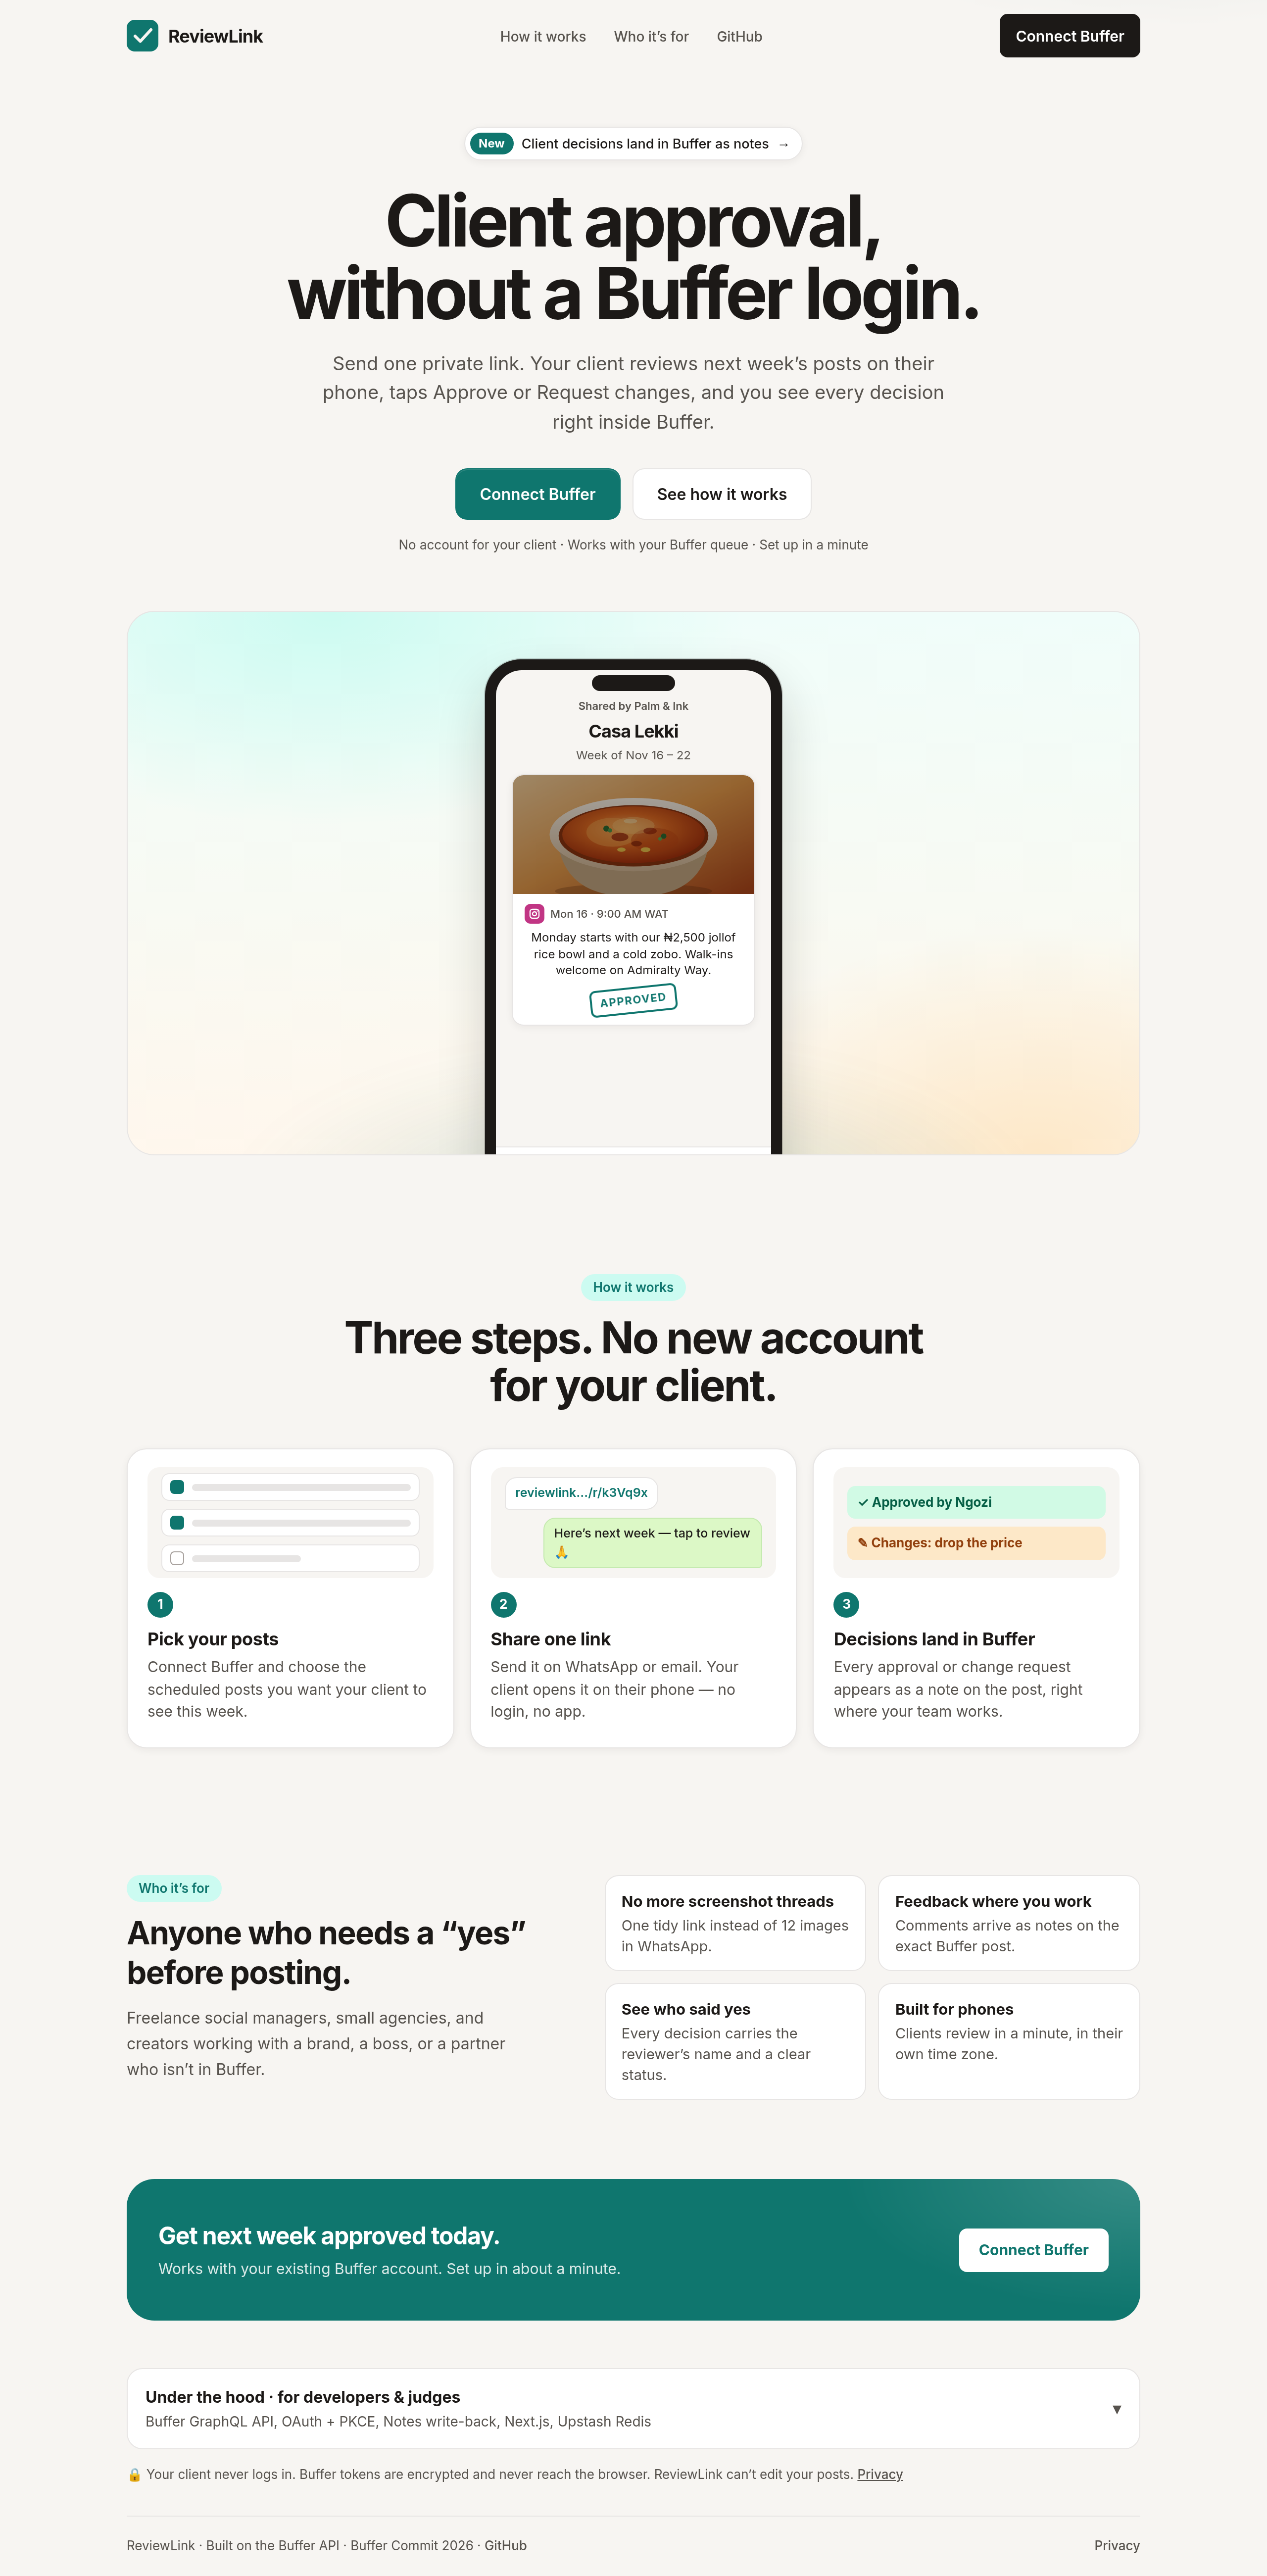 ReviewLink
How it works
Who it’s for
GitHub
Connect Buffer
New Client decisions land in Buffer as notes →
Client approval,
without a Buffer login.
Send one private link. Your client reviews next week’s posts on their
phone, taps Approve or Request changes, and you see every decision
right inside Buffer.
Connect Buffer
See how it works
No account for your client · Works with your Buffer queue · Set up in a minute
Shared by Palm & Ink
Casa Lekki
Week of Nov 16 – 22
Mon 16 · 9:00 AM WAT
Monday starts with our ₦2,500 jollof
rice bowl and a cold zobo. Walk-ins
welcome on Admiralty Way.
APPROVED
How it works
Three steps. No new account
for your client.
1
Pick your posts
Connect Buffer and choose the
scheduled posts you want your client to
see this week.
reviewlink.../r/k3Vq9x
Here’s next week — tap to review
🙏
2
Share one link
Send it on WhatsApp or email. Your
client opens it on their phone — no
login, no app.
✓ Approved by Ngozi
✎ Changes: drop the price
3
Decisions land in Buffer
Every approval or change request
appears as a note on the post, right
where your team works.
Who it’s for
Anyone who needs a “yes”
before posting.
Freelance social managers, small agencies, and
creators working with a brand, a boss, or a partner
who isn’t in Buffer.
No more screenshot threads
One tidy link instead of 12 images
in WhatsApp.
Feedback where you work
Comments arrive as notes on the
exact Buffer post.
See who said yes
Every decision carries the
reviewer’s name and a clear
status.
Built for phones
Clients review in a minute, in their
own time zone.
Get next week approved today.
Works with your existing Buffer account. Set up in about a minute.
Connect Buffer
Under the hood · for developers & judges
Buffer GraphQL API, OAuth + PKCE, Notes write-back, Next.js, Upstash Redis
▼
🔒 Your client never logs in. Buffer tokens are encrypted and never reach the browser. ReviewLink can’t edit your posts. Privacy
ReviewLink · Built on the Buffer API · Buffer Commit 2026 · GitHub
Privacy